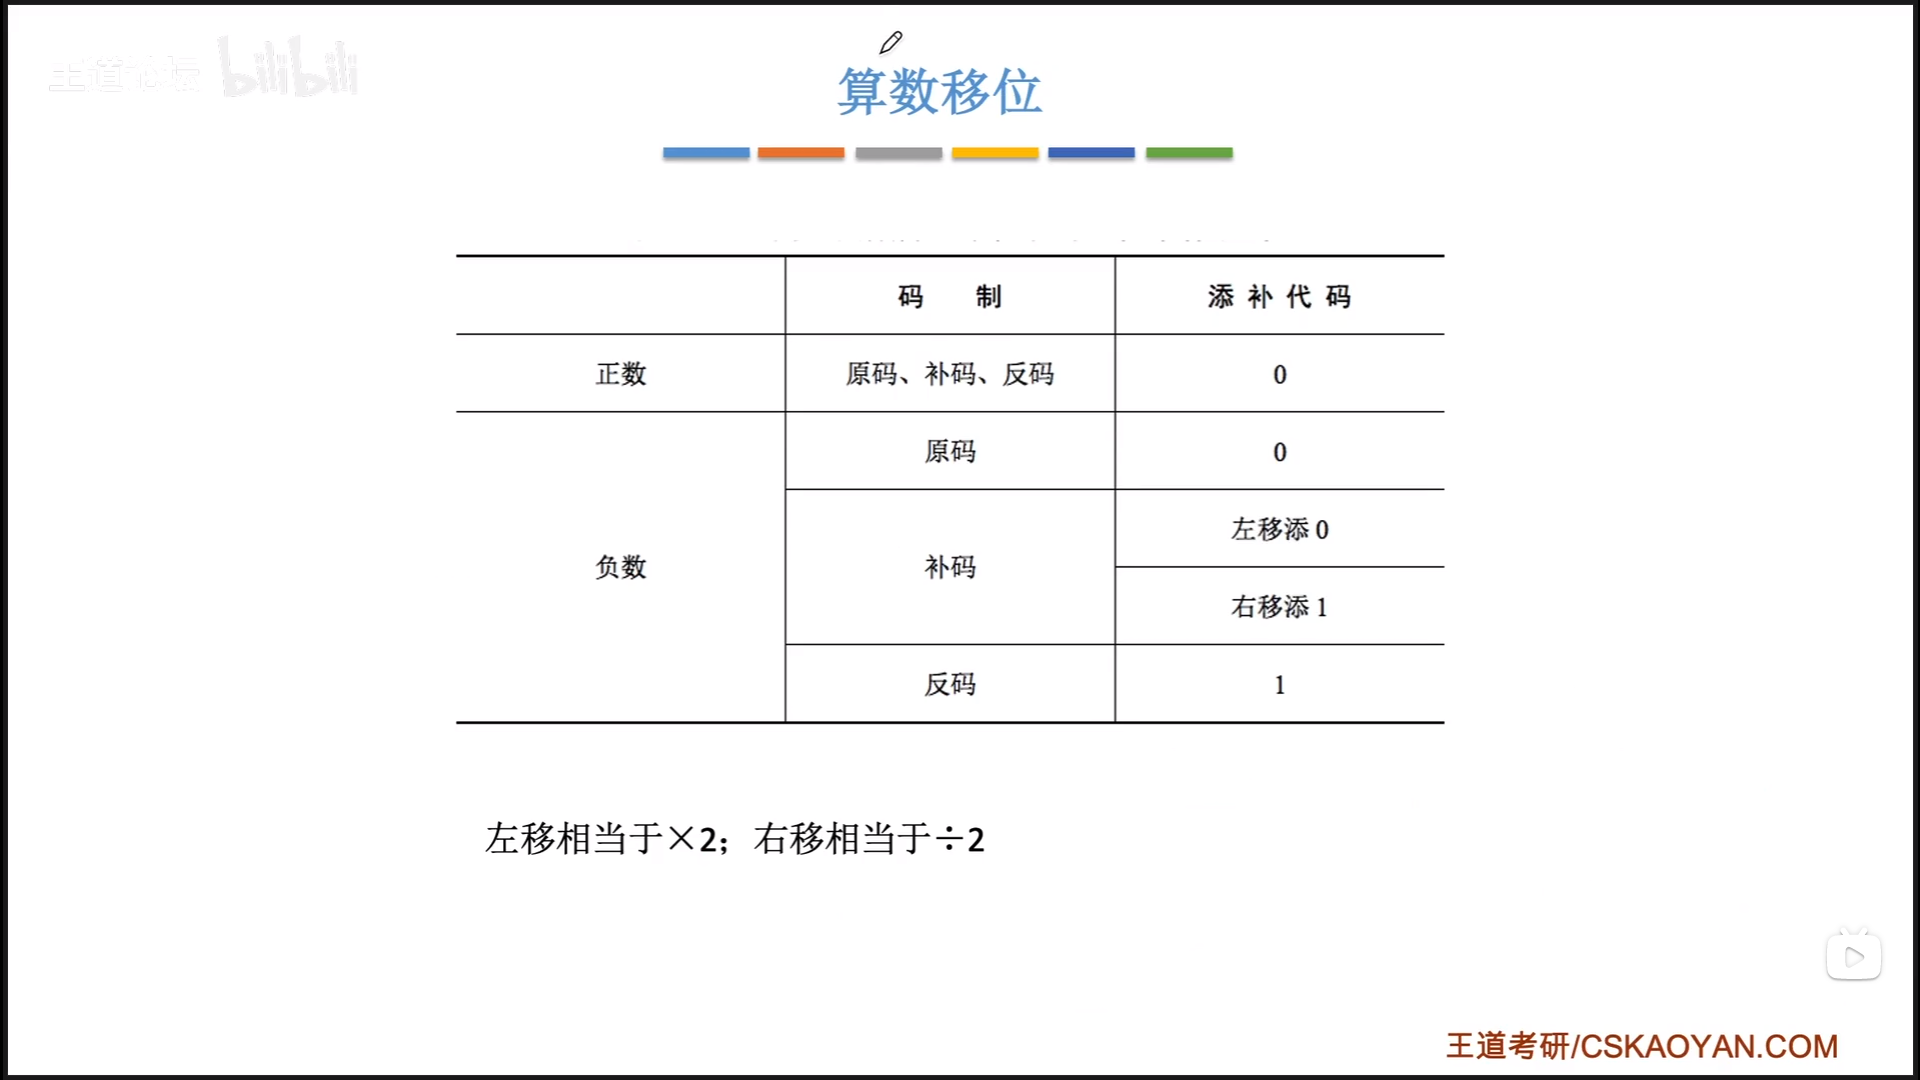 王道论坛 bilibili
算数移位
码 制 添补代码
正数 原码、补码、反码 0
负数 原码 0
补码 左移添 0
右移添 1
反码 1
左移相当于×2；右移相当于÷2
王道考研/CSKAOYAN.COM